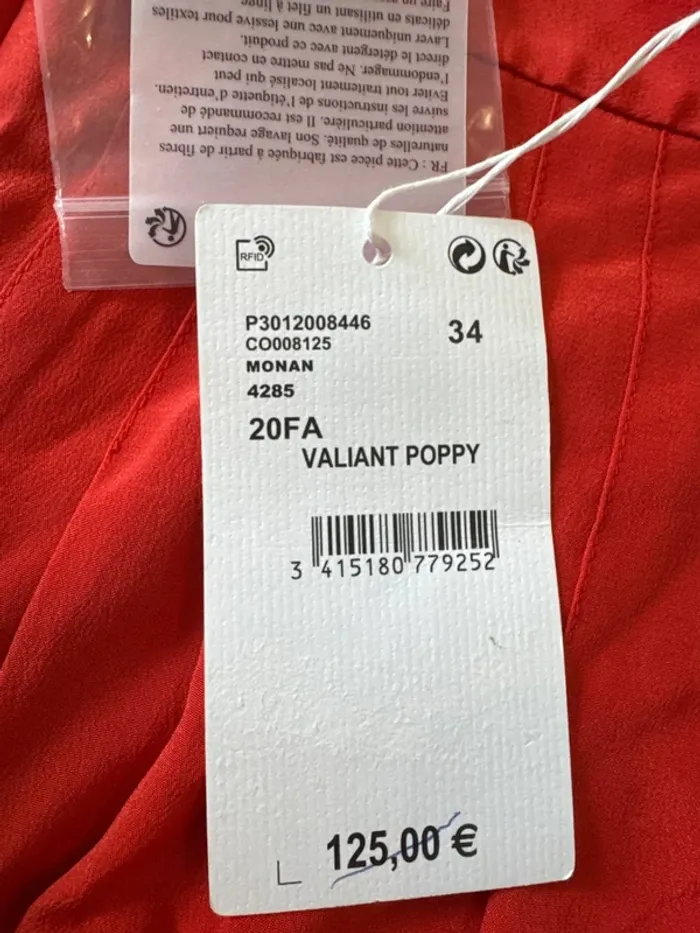 FR : Cette pièce est fabriquée à partir de fibres
naturelles de qualité. Son lavage requiert une
attention particulière. Il est recommandé de
suivre les instructions de l'étiquette d'entretien.
Eviter tout traitement localisé qui peut
l'endommager. Ne pas mettre en contact
direct le détergent avec ce produit.
Laver uniquement avec une lessive pour textiles
délicats en utilisant un filet à linge
RFID
P3012008446 34
CO008125
MONAN
4285
20FA
VALIANT POPPY
3 415180 779252
125,00 €